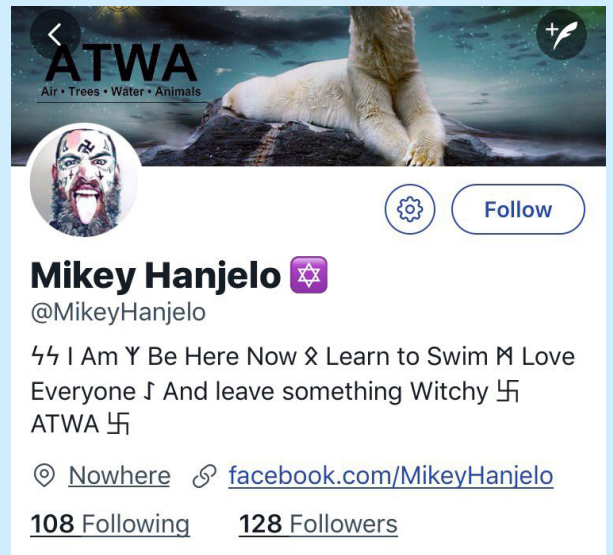 ATWA
Air • Trees • Water • Animals
Follow
Mikey Hanjelo 🔯
@MikeyHanjelo
ϟϟ I Am ᛉ Be Here Now ᛟ Learn to Swim ᛗ Love
Everyone ᛇ And leave something Witchy 卐
ATWA 卐
Nowhere facebook.com/MikeyHanjelo
108 Following 128 Followers